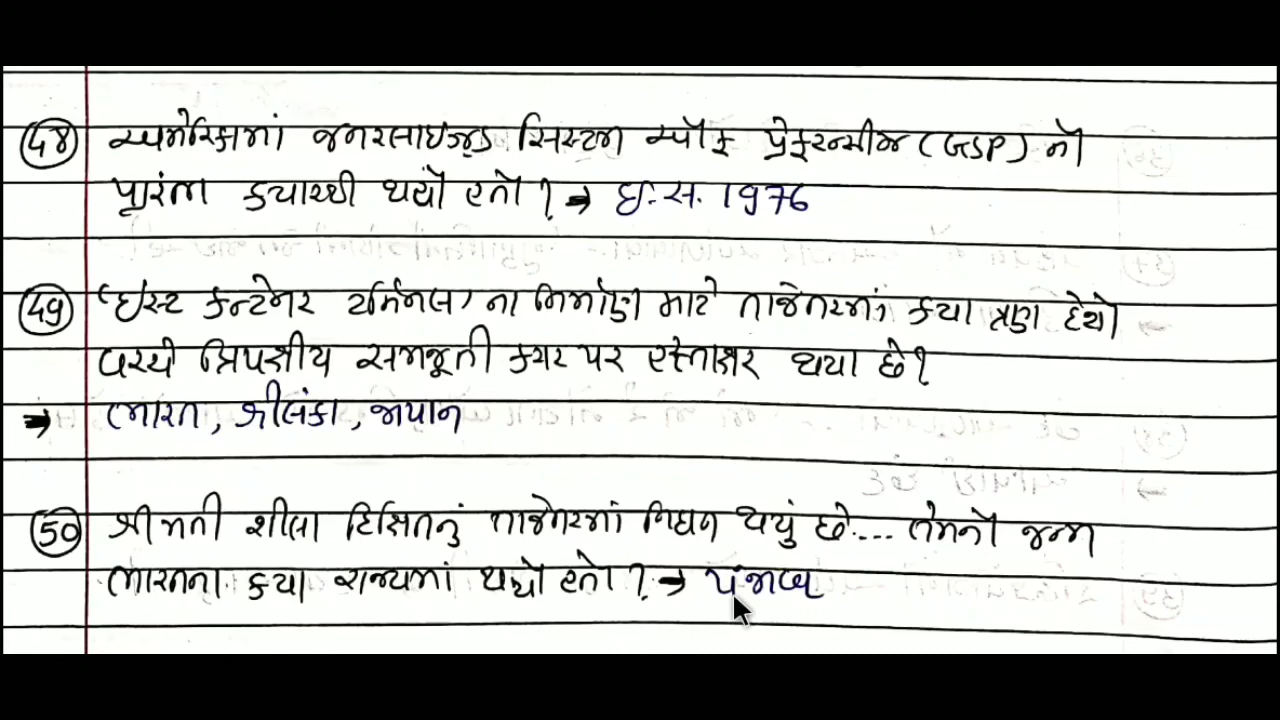 (48) અમેરિકામાં જનરલાઇઝ્ડ સિસ્ટમ ઓફ પ્રેફરન્સીઝ (GSP) નો
પ્રારંભ ક્યારથી થયો હતો? → ઇ.સ. 1976
(49) 'ઇસ્ટ કન્ટેનર ટર્મિનલ' ના નિર્માણ માટે તાજેતરમાં કયા ત્રણ દેશો
વચ્ચે ત્રિપક્ષીય સમજૂતી કરાર પર હસ્તાક્ષર થયા છે?
→ ભારત, શ્રીલંકા, જાપાન
(50) શ્રીમતી શીલા દિક્ષિતનું તાજેતરમાં નિધન થયું છે.... તેમનો જન્મ
ભારતના કયા રાજ્યમાં થયો હતો? → પંજાબ